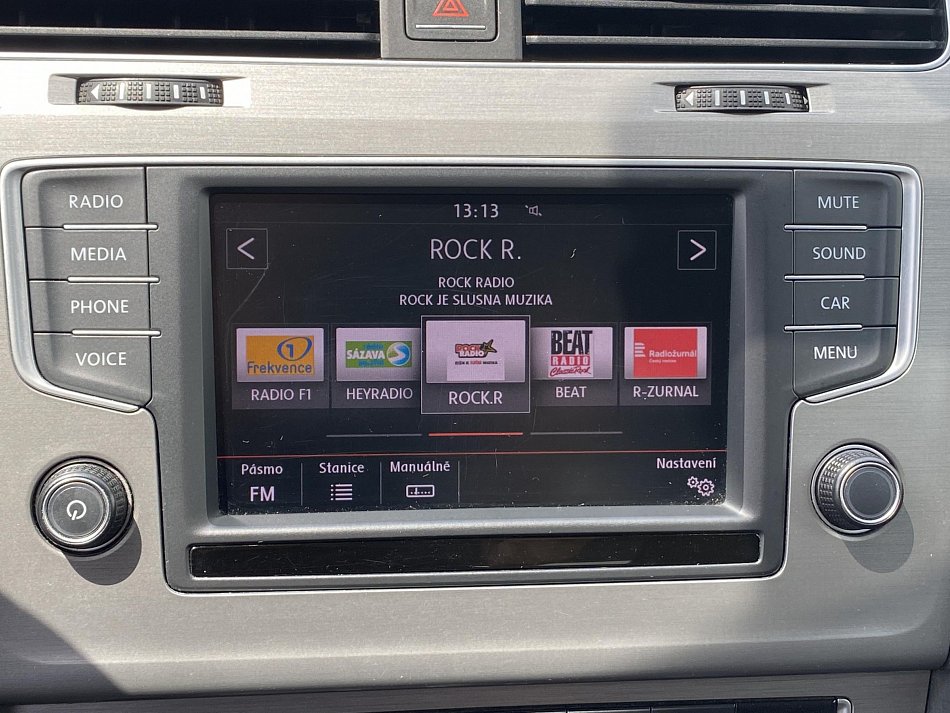 RADIO
MEDIA
PHONE
VOICE
MUTE
SOUND
CAR
MENU
13:13
ROCK R.
ROCK RADIO
ROCK JE SLUSNA MUZIKA
1
Frekvence
RADIO F1
SÁZAVA
HEYRADIO
ROCK
RADIO
ROCK.R
BEAT
RADIO
Classic Rock
BEAT
Radiožurnál
Český rozhlas
R-ZURNAL
Pásmo
FM
Stanice
Manuálně
Nastavení